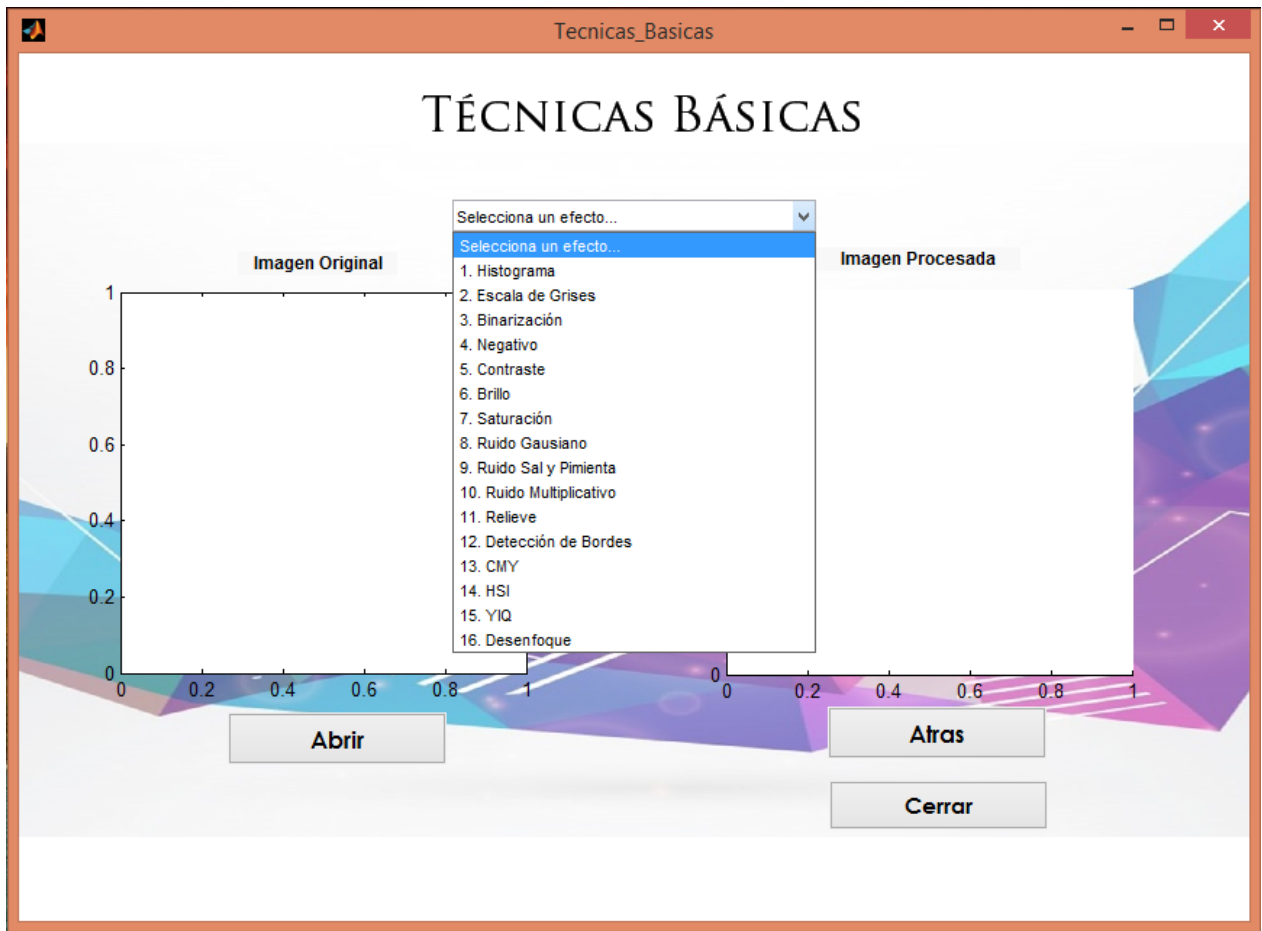 Tecnicas_Basicas
TÉCNICAS BÁSICAS
Selecciona un efecto...
Selecciona un efecto...
1. Histograma
2. Escala de Grises
3. Binarización
4. Negativo
5. Contraste
6. Brillo
7. Saturación
8. Ruido Gausiano
9. Ruido Sal y Pimienta
10. Ruido Multiplicativo
11. Relieve
12. Detección de Bordes
13. CMY
14. HSI
15. YIQ
16. Desenfoque
Imagen Original
1
0.8
0.6
0.4
0.2
0
0 0.2 0.4 0.6 0.8 1
Imagen Procesada
0
0 0.2 0.4 0.6 0.8 1
Abrir
Atras
Cerrar